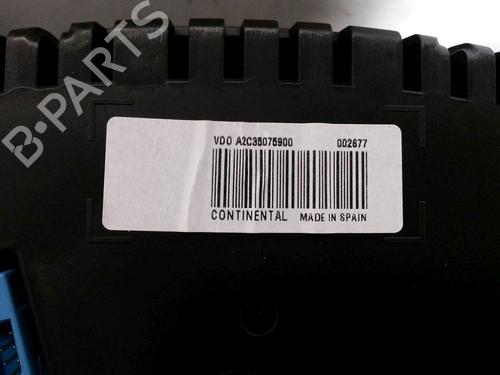 B-PARTS
VDO A2C35075900 002677
CONTINENTAL MADE IN SPAIN